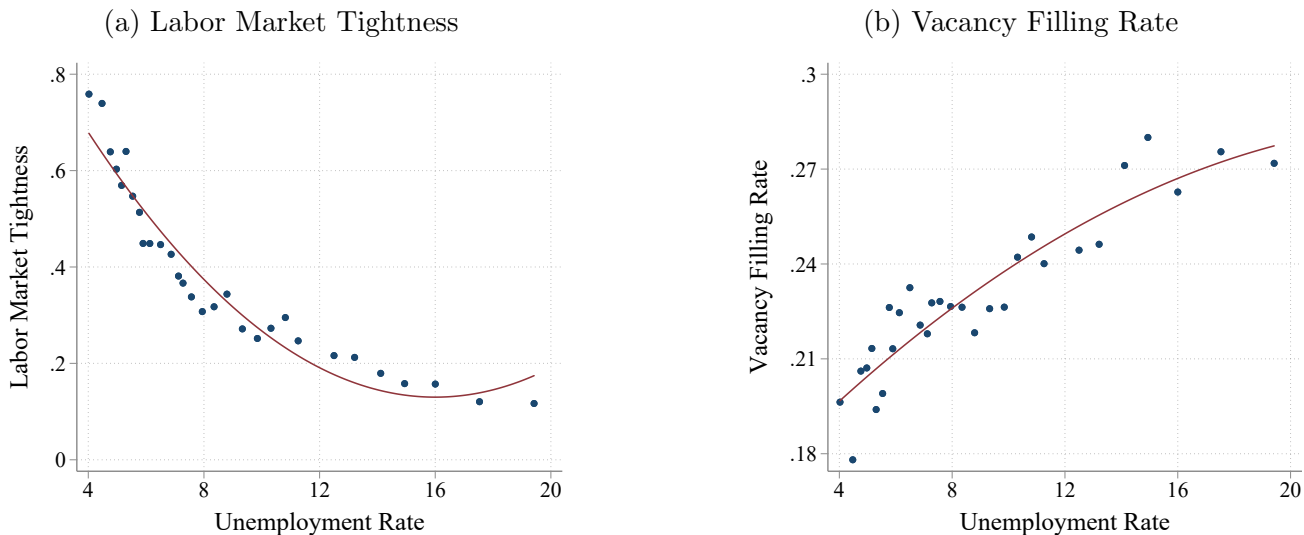 (a) Labor Market Tightness
.8
.6
.4
.2
0
Labor Market Tightness
4 8 12 16 20
Unemployment Rate
(b) Vacancy Filling Rate
.3
.27
.24
.21
.18
Vacancy Filling Rate
4 8 12 16 20
Unemployment Rate